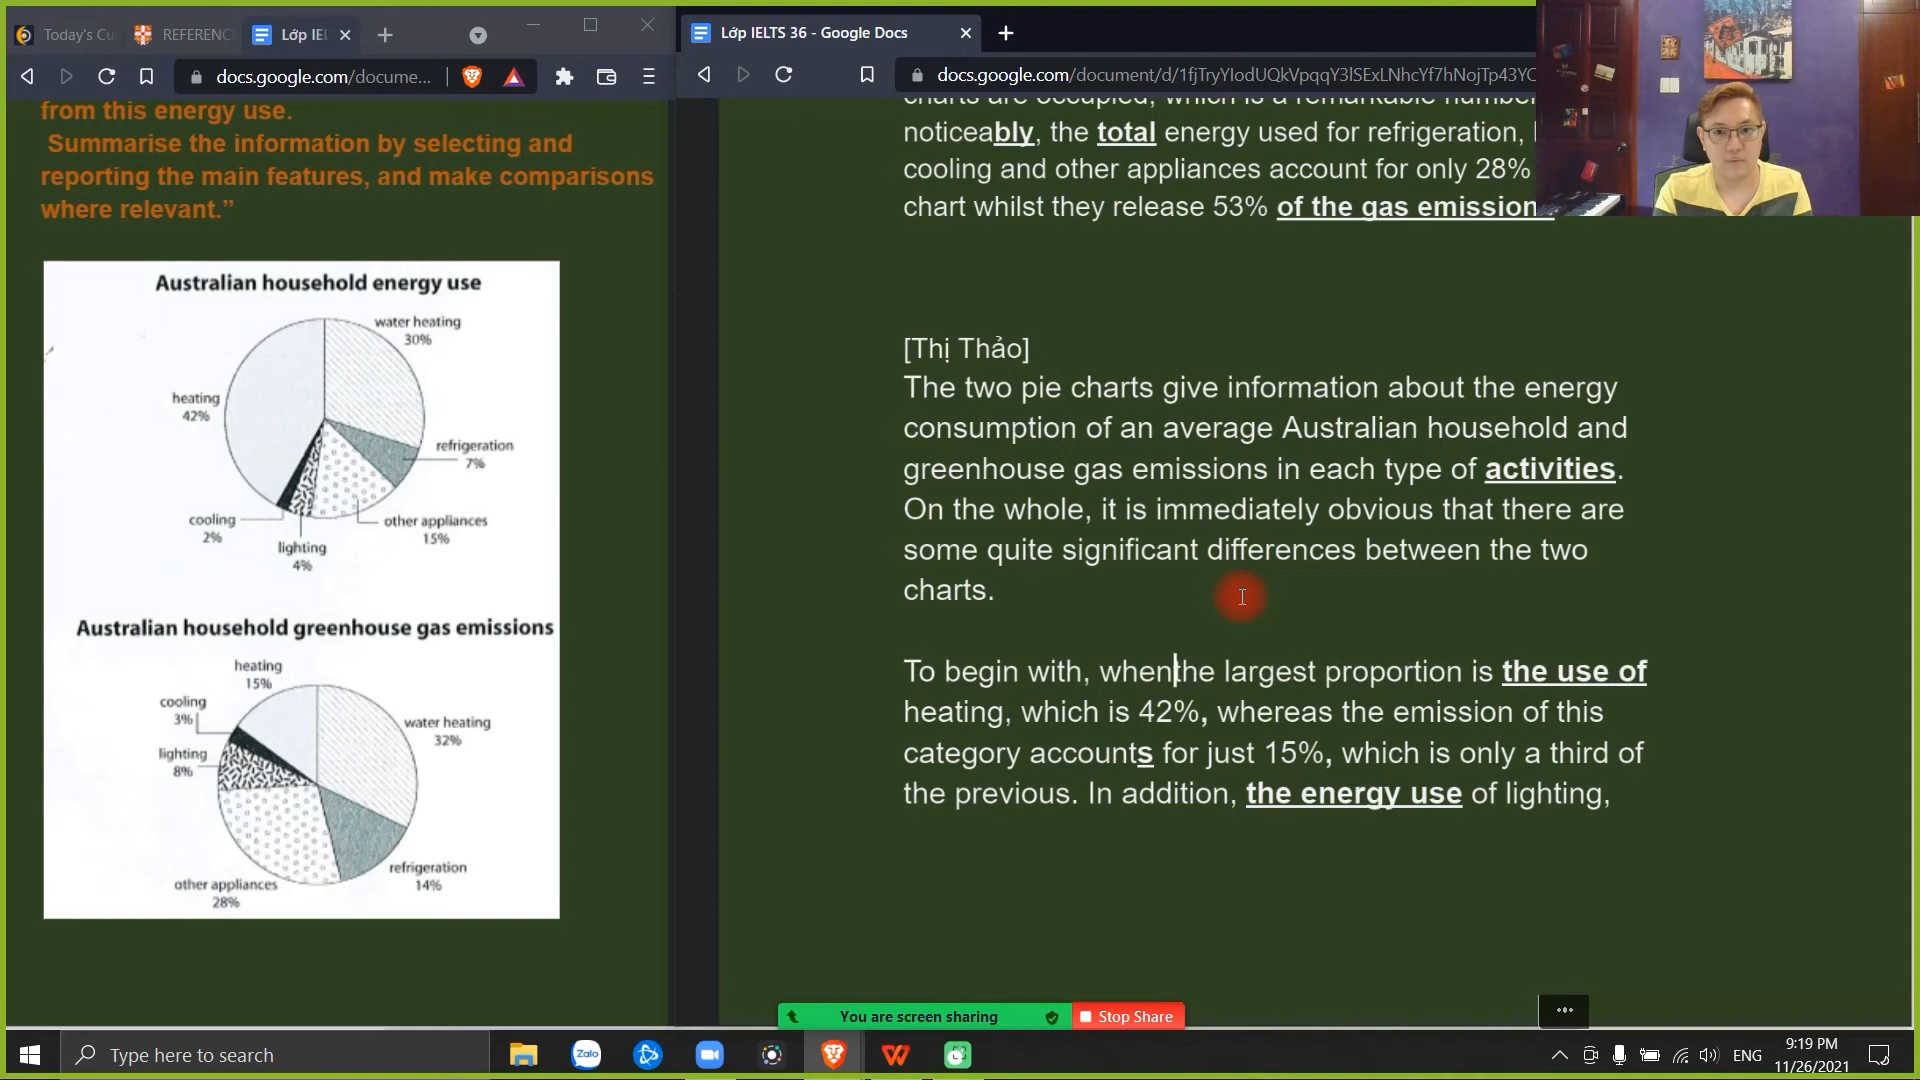 Today's Cu
REFERENC
Lớp IE
docs.google.com/docume...
from this energy use.
Summarise the information by selecting and
reporting the main features, and make comparisons
where relevant.”
Australian household energy use
water heating
30%
heating
42%
refrigeration
7%
cooling
2%
other appliances
15%
lighting
4%
Australian household greenhouse gas emissions
heating
15%
cooling
3%
water heating
32%
lighting
8%
refrigeration
14%
other appliances
28%
Lớp IELTS 36 - Google Docs
charts are occupied, which is a remarkable number
noticeably, the total energy used for refrigeration,
cooling and other appliances account for only 28%
chart whilst they release 53% of the gas emission
[Thị Thảo]
The two pie charts give information about the energy
consumption of an average Australian household and
greenhouse gas emissions in each type of activities.
On the whole, it is immediately obvious that there are
some quite significant differences between the two
charts.
To begin with, whenthe largest proportion is the use of
heating, which is 42%, whereas the emission of this
category accounts for just 15%, which is only a third of
the previous. In addition, the energy use of lighting,
You are screen sharing
Stop Share
Type here to search
Zalo
ENG
9:19 PM
11/26/2021